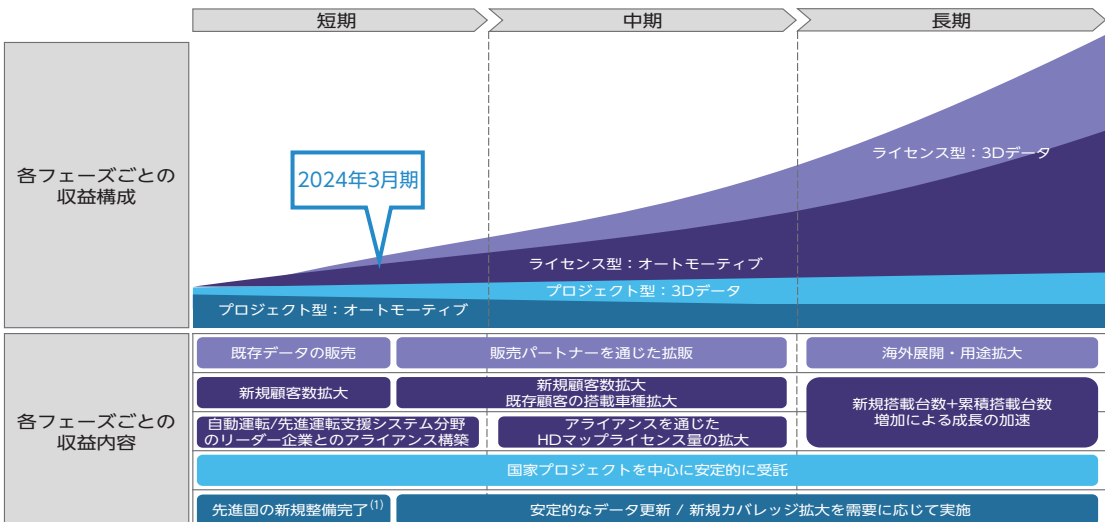 短期
中期
長期
各フェーズごとの
収益構成
2024年3月期
ライセンス型：3Dデータ
ライセンス型：オートモーティブ
プロジェクト型：3Dデータ
プロジェクト型：オートモーティブ
各フェーズごとの
収益内容
既存データの販売
販売パートナーを通じた拡販
海外展開・用途拡大
新規顧客数拡大
新規顧客数拡大
既存顧客の搭載車種拡大
新規搭載台数+累積搭載台数
増加による成長の加速
自動運転/先進運転支援システム分野
のリーダー企業とのアライアンス構築
アライアンスを通じた
HDマップライセンス量の拡大
国家プロジェクトを中心に安定的に受託
先進国の新規整備完了(1)
安定的なデータ更新 / 新規カバレッジ拡大を需要に応じて実施